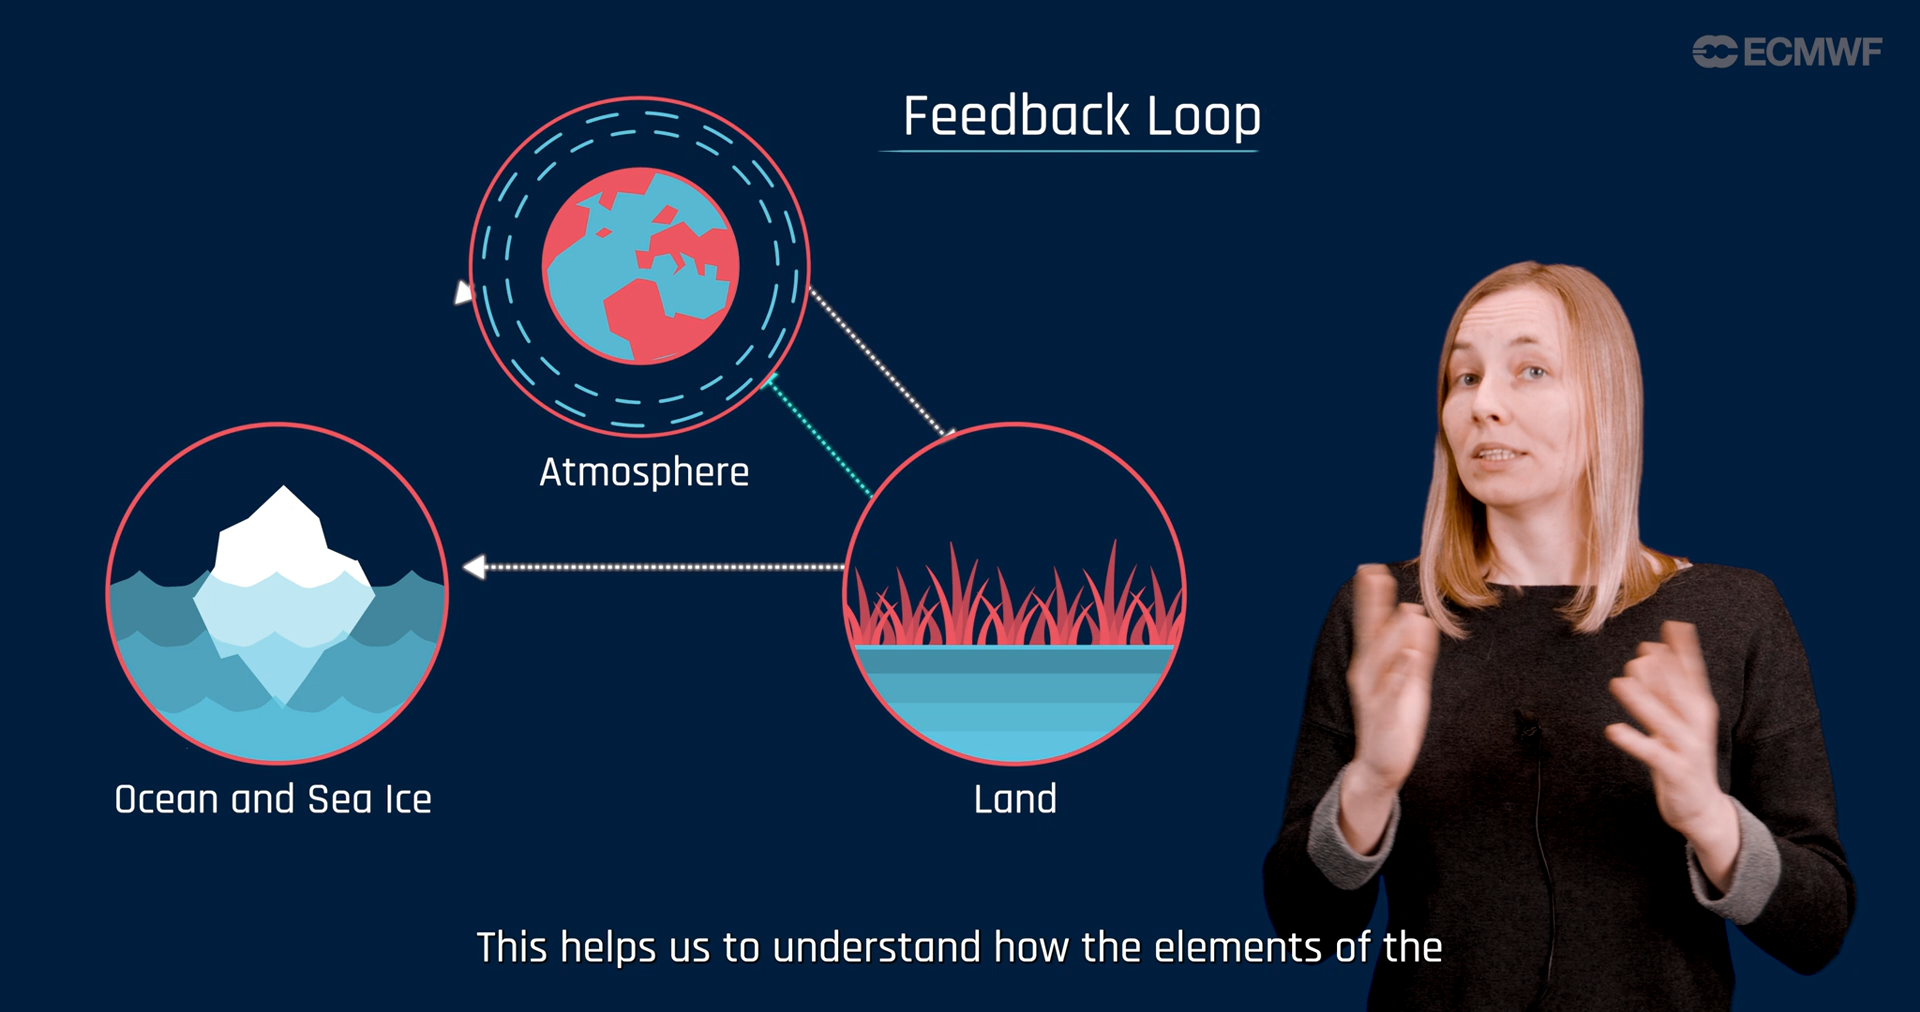 ECMWF
Feedback Loop
Atmosphere
Ocean and Sea Ice
Land
This helps us to understand how the elements of the